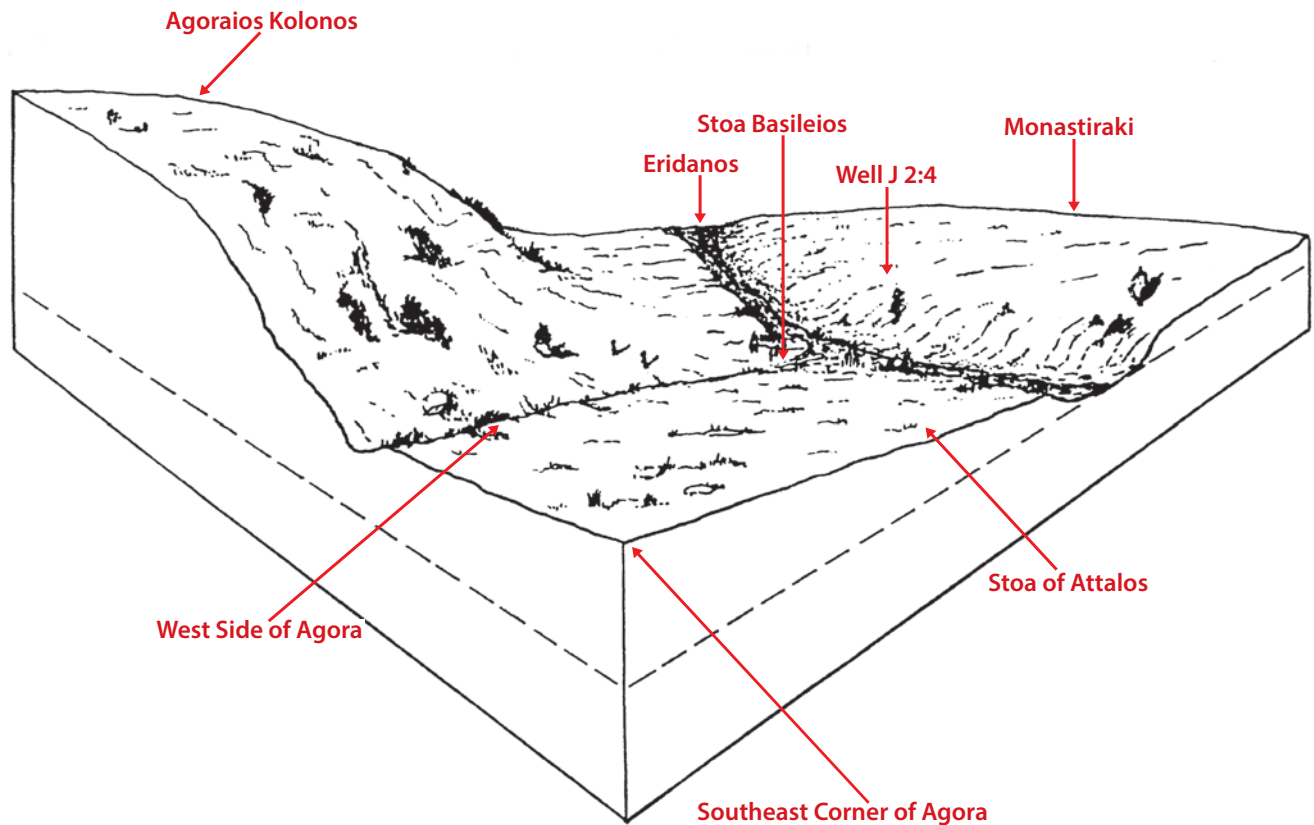 Agoraios Kolonos
Stoa Basileios
Monastiraki
Eridanos
Well J 2:4
Stoa of Attalos
West Side of Agora
Southeast Corner of Agora